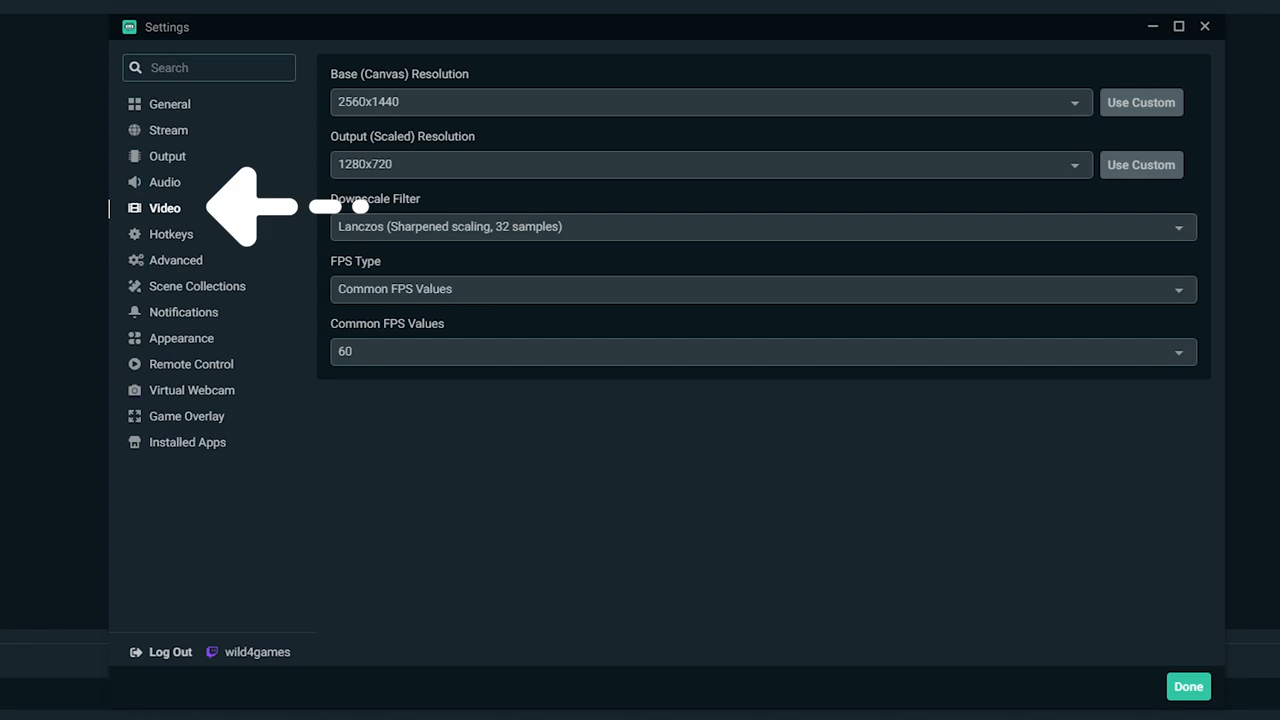 Settings
Search
General
Stream
Output
Audio
Video
Hotkeys
Advanced
Scene Collections
Notifications
Appearance
Remote Control
Virtual Webcam
Game Overlay
Installed Apps
Log Out wild4games
Base (Canvas) Resolution
2560x1440 Use Custom
Output (Scaled) Resolution
1280x720 Use Custom
Downscale Filter
Lanczos (Sharpened scaling, 32 samples)
FPS Type
Common FPS Values
Common FPS Values
60
Done